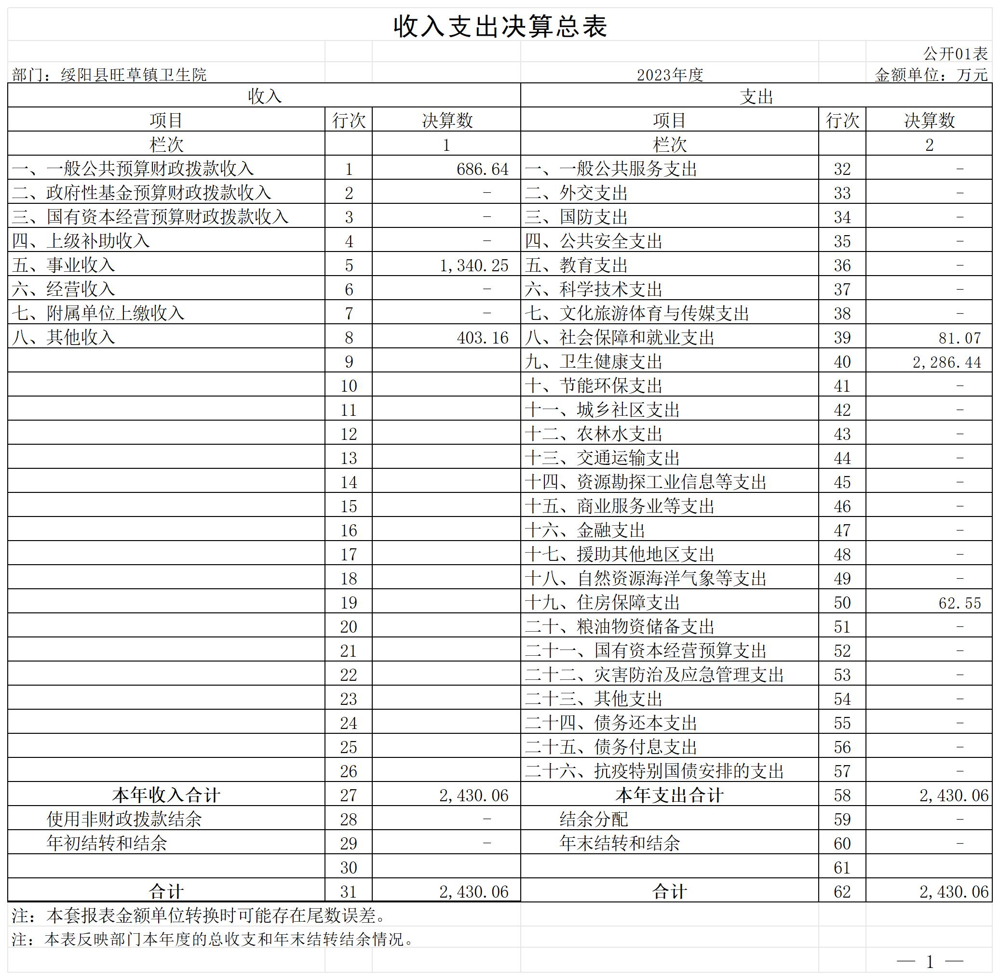 收入支出决算总表
公开01表
部门：绥阳县旺草镇卫生院 2023年度 金额单位：万元
收入 支出
项目 行次 决算数 项目 行次 决算数
栏次 1 栏次 2
一、一般公共预算财政拨款收入 1 686.64 一、一般公共服务支出 32 -
二、政府性基金预算财政拨款收入 2 - 二、外交支出 33 -
三、国有资本经营预算财政拨款收入 3 - 三、国防支出 34 -
四、上级补助收入 4 - 四、公共安全支出 35 -
五、事业收入 5 1,340.25 五、教育支出 36 -
六、经营收入 6 - 六、科学技术支出 37 -
七、附属单位上缴收入 7 - 七、文化旅游体育与传媒支出 38 -
八、其他收入 8 403.16 八、社会保障和就业支出 39 81.07
9 九、卫生健康支出 40 2,286.44
10 十、节能环保支出 41 -
11 十一、城乡社区支出 42 -
12 十二、农林水支出 43 -
13 十三、交通运输支出 44 -
14 十四、资源勘探工业信息等支出 45 -
15 十五、商业服务业等支出 46 -
16 十六、金融支出 47 -
17 十七、援助其他地区支出 48 -
18 十八、自然资源海洋气象等支出 49 -
19 十九、住房保障支出 50 62.55
20 二十、粮油物资储备支出 51 -
21 二十一、国有资本经营预算支出 52 -
22 二十二、灾害防治及应急管理支出 53 -
23 二十三、其他支出 54 -
24 二十四、债务还本支出 55 -
25 二十五、债务付息支出 56 -
26 二十六、抗疫特别国债安排的支出 57 -
本年收入合计 27 2,430.06 本年支出合计 58 2,430.06
使用非财政拨款结余 28 - 结余分配 59 -
年初结转和结余 29 - 年末结转和结余 60 -
30 61
合计 31 2,430.06 合计 62 2,430.06
注：本套报表金额单位转换时可能存在尾数误差。
注：本表反映部门本年度的总收支和年末结转结余情况。
— 1 —